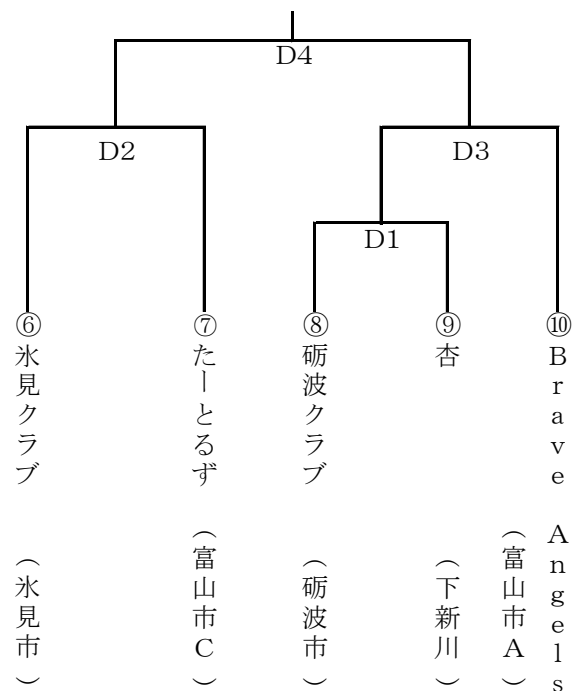 D4
D2
D3
D1
⑥氷見クラブ（氷見市）
⑦たーとるず（富山市C）
⑧砺波クラブ（砺波市）
⑨杏（下新川）
⑩Brave Angels
（富山市A）